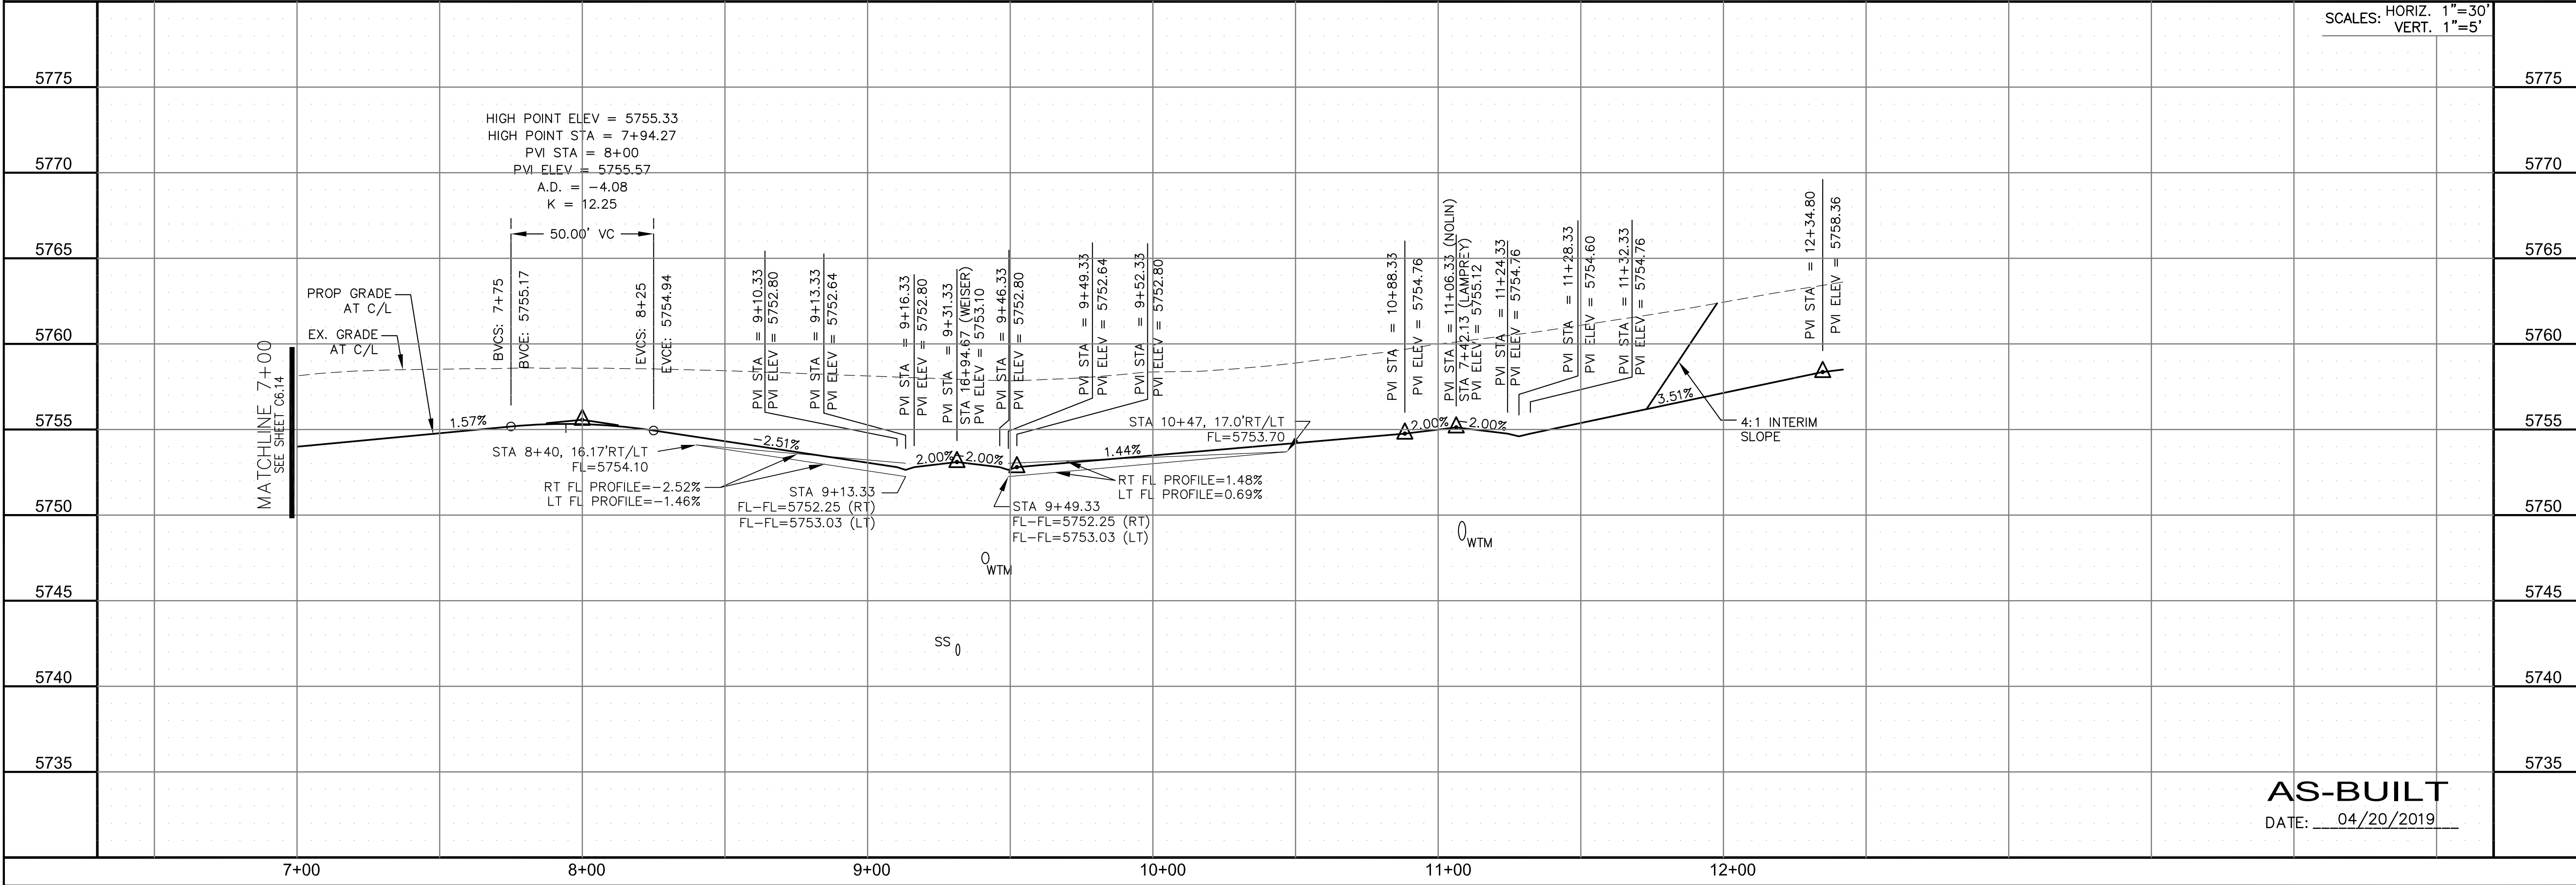 SCALES: HORIZ. 1"=30'
VERT. 1"=5'
5775
5770
5765
5760
5755
5750
5745
5740
5735
5775
5770
5765
5760
5755
5750
5745
5740
5735
HIGH POINT ELEV = 5755.33
HIGH POINT STA = 7+94.27
PVI STA = 8+00
PVI ELEV = 5755.57
A.D. = -4.08
K = 12.25
50.00' VC
BVCS: 7+75
BVCE: 5755.17
EVCS: 8+25
EVCE: 5754.94
PROP GRADE
AT C/L
EX. GRADE
AT C/L
MATCHLINE 7+00
SEE SHEET C6.14
1.57%
STA 8+40, 16.17'RT/LT
FL=5754.10
-2.51%
RT FL PROFILE=-2.52%
LT FL PROFILE=-1.46%
STA 9+13.33
FL-FL=5752.25 (RT)
FL-FL=5753.03 (LT)
PVI STA = 9+10.33
PVI ELEV = 5752.80
PVI STA = 9+13.33
PVI ELEV = 5752.64
PVI STA = 9+16.33
PVI ELEV = 5752.80
PVI STA = 9+31.33
STA 16+94.67 (WEISER)
PVI ELEV = 5753.10
PVI STA = 9+46.33
PVI ELEV = 5752.80
PVI STA = 9+49.33
PVI ELEV = 5752.64
PVI STA = 9+52.33
PVI ELEV = 5752.80
2.00%
-2.00%
1.44%
STA 10+47, 17.0'RT/LT
FL=5753.70
RT FL PROFILE=1.48%
LT FL PROFILE=0.69%
STA 9+49.33
FL-FL=5752.25 (RT)
FL-FL=5753.03 (LT)
WTM
SS
PVI STA = 10+88.33
PVI ELEV = 5754.76
PVI STA = 11+06.33 (NOLIN)
STA 7+42.13 (LAMPREY)
PVI ELEV = 5755.12
PVI STA = 11+24.33
PVI ELEV = 5754.76
PVI STA = 11+28.33
PVI ELEV = 5754.60
PVI STA = 11+32.33
PVI ELEV = 5754.76
2.00%
-2.00%
WTM
3.51%
4:1 INTERIM
SLOPE
PVI STA = 12+34.80
PVI ELEV = 5758.36
AS-BUILT
DATE: 04/20/2019
7+00
8+00
9+00
10+00
11+00
12+00